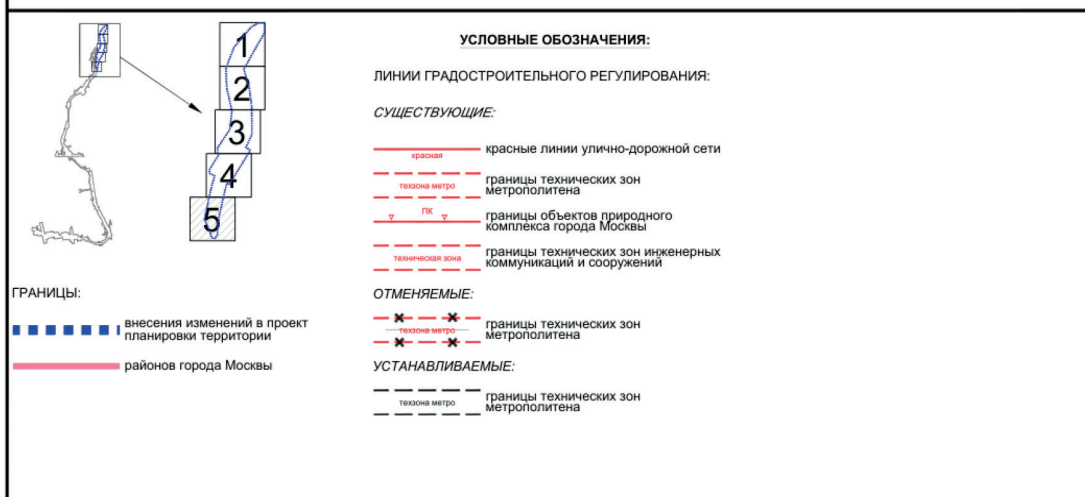 1
2
3
4
5
ГРАНИЦЫ:
внесения изменений в проект
планировки территории
районов города Москвы
УСЛОВНЫЕ ОБОЗНАЧЕНИЯ:
ЛИНИИ ГРАДОСТРОИТЕЛЬНОГО РЕГУЛИРОВАНИЯ:
СУЩЕСТВУЮЩИЕ:
красная
красные линии улично-дорожной сети
техзона метро
границы технических зон
метрополитена
ПК
границы объектов природного
комплекса города Москвы
техническая зона
границы технических зон инженерных
коммуникаций и сооружений
ОТМЕНЯЕМЫЕ:
техзона метро
границы технических зон
метрополитена
УСТАНАВЛИВАЕМЫЕ:
техзона метро
границы технических зон
метрополитена